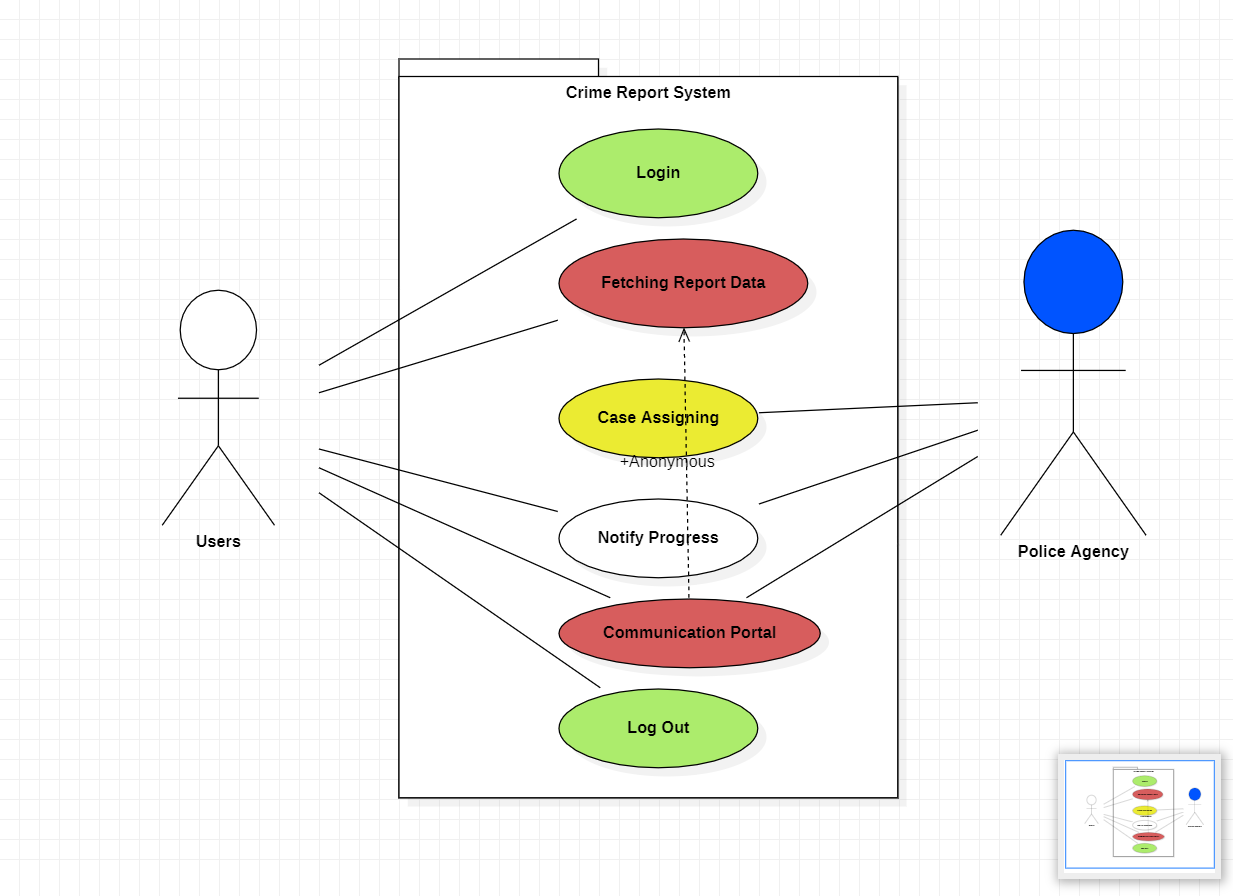 Crime Report System
Login
Fetching Report Data
Case Assigning
+Anonymous
Notify Progress
Users
Police Agency
Communication Portal
Log Out